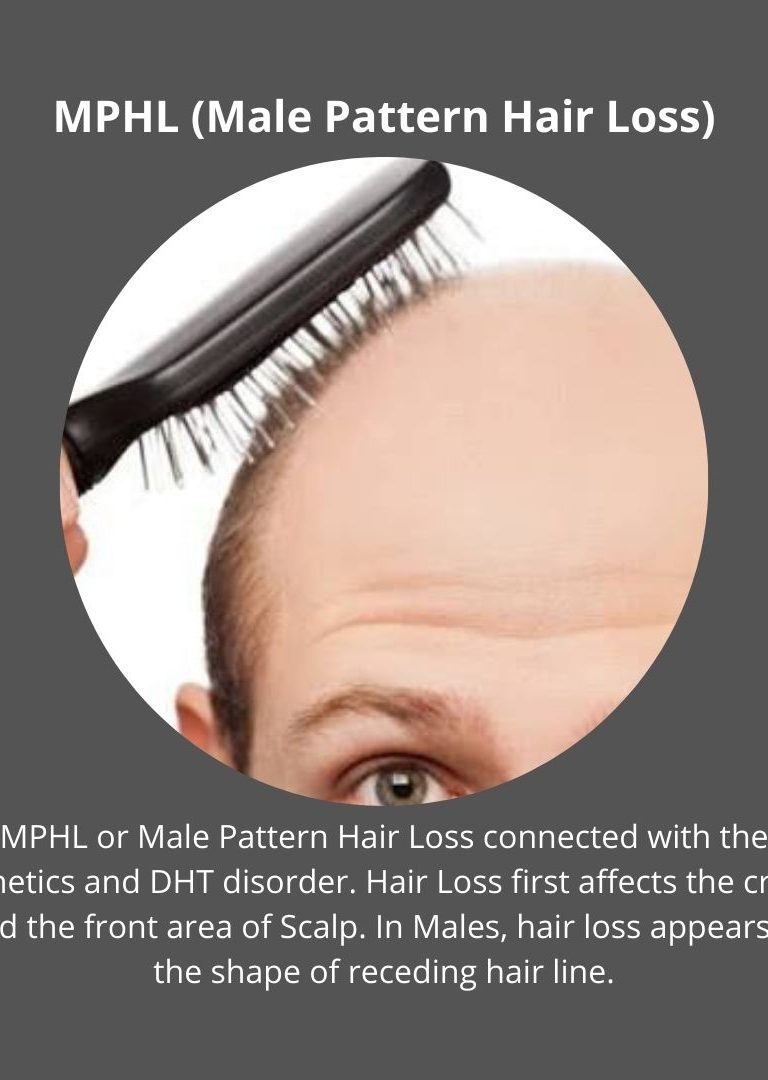 MPHL (Male Pattern Hair Loss)
MPHL or Male Pattern Hair Loss connected with the
and DHT disorder. Hair Loss first affects the
the front area of Scalp. In Males, hair loss appears
the shape of receding hair line.